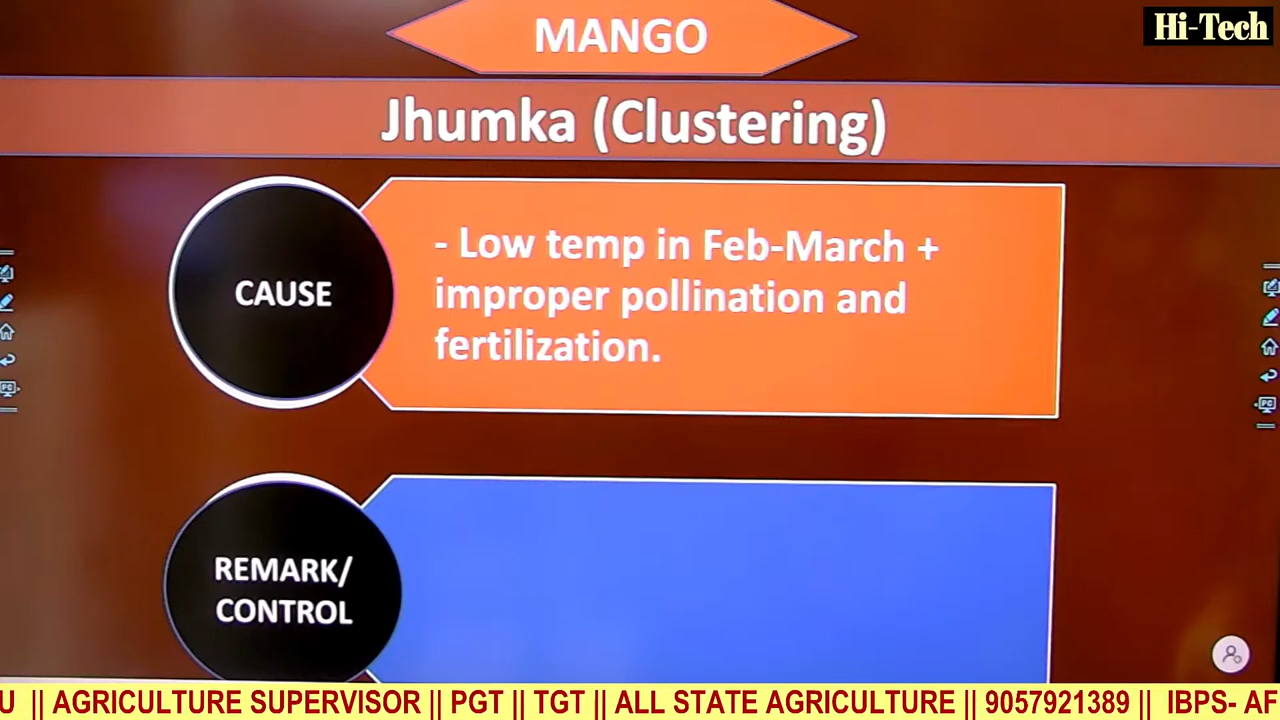 MANGO
Hi-Tech
Jhumka (Clustering)
CAUSE
- Low temp in Feb-March +
improper pollination and
fertilization.
REMARK/
CONTROL
U || AGRICULTURE SUPERVISOR || PGT || TGT || ALL STATE AGRICULTURE || 9057921389 || IBPS- AF